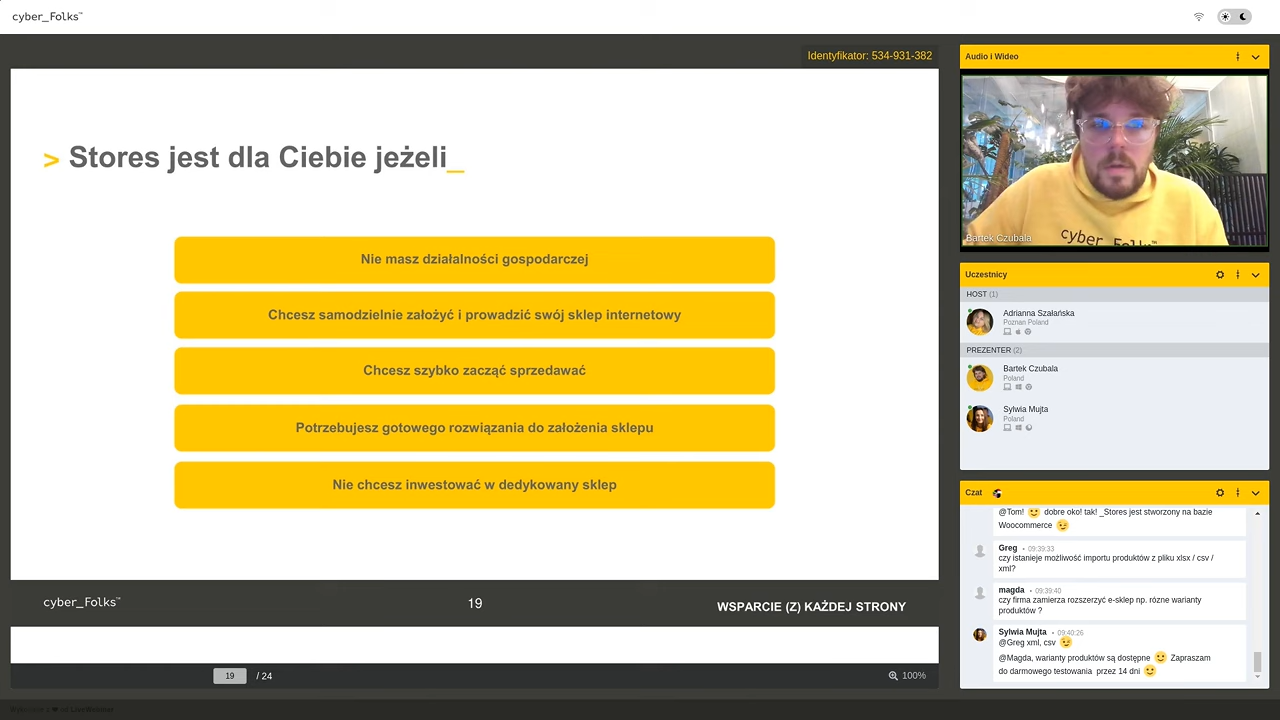 cyber_Folks™
Identyfikator: 534-931-382
> Stores jest dla Ciebie jeżeli_
Nie masz działalności gospodarczej
Chcesz samodzielnie założyć i prowadzić swój sklep internetowy
Chcesz szybko zacząć sprzedawać
Potrzebujesz gotowego rozwiązania do założenia sklepu
Nie chcesz inwestować w dedykowany sklep
cyber_Folks™
19
WSPARCIE (Z) KAŻDEJ STRONY
19 / 24
100%
Audio i Wideo
cyber_Folks™
Bartek Czubala
Uczestnicy
HOST (1)
Adrianna Szałańska
Poznan Poland
PREZENTER (2)
Bartek Czubala
Poland
Sylwia Mujta
Poland
Czat
@Tom! dobre oko! tak! _Stores jest stworzony na bazie
Woocommerce
Greg • 09:39:33
czy istanieje możliwość importu produktów z pliku xlsx / csv /
xml?
magda • 09:39:40
czy firma zamierza rozszerzyć e-sklep np. rózne warianty
produktów ?
Sylwia Mujta • 09:40:26
@Greg xml, csv
@Magda, warianty produktów są dostępne Zapraszam
do darmowego testowania przez 14 dni